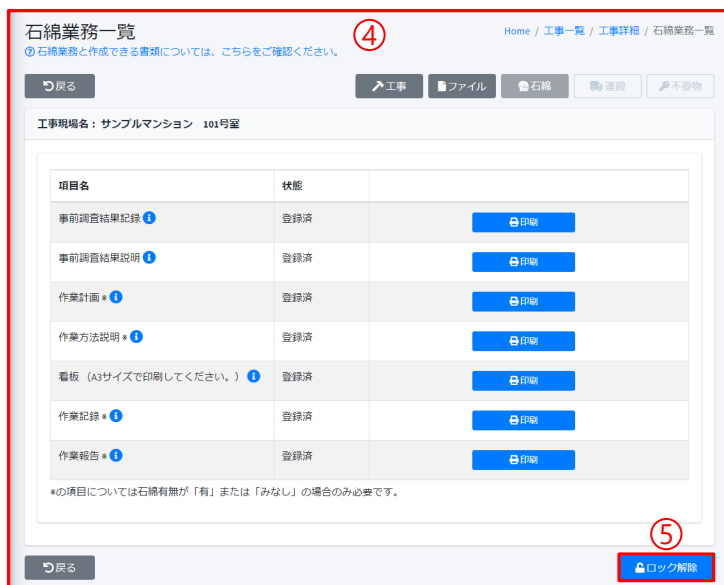 石綿業務一覧
④
Home / 工事一覧 / 工事詳細 / 石綿業務一覧
石綿業務と作成できる書類については、こちらをご確認ください。
戻る
工事 ファイル 石綿 運搬 不要物
工事現場名： サンプルマンション 101号室
項目名 状態
事前調査結果記録 登録済 印刷
事前調査結果説明 登録済 印刷
作業計画※ 登録済 印刷
作業方法説明※ 登録済 印刷
看板 （A3サイズで印刷してください。） 登録済 印刷
作業記録※ 登録済 印刷
作業報告※ 登録済 印刷
※の項目については石綿有無が「有」または「みなし」の場合のみ必要です。
⑤
戻る ロック解除